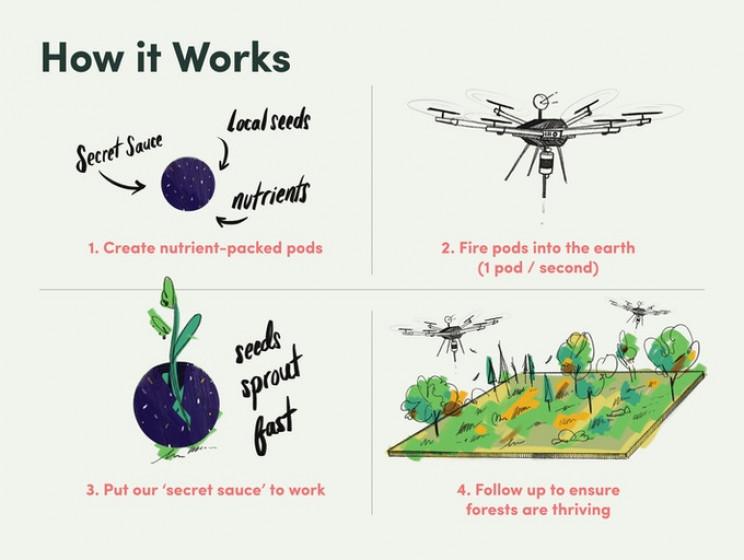 How it Works
Local seeds
Secret Sauce
nutrients
1. Create nutrient-packed pods
2. Fire pods into the earth
(1 pod / second)
seeds
sprout
fast
3. Put our ‘secret sauce’ to work
4. Follow up to ensure
forests are thriving